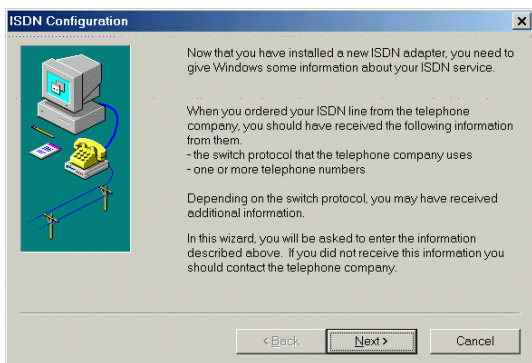 ISDN Configuration
Now that you have installed a new ISDN adapter, you need to
give Windows some information about your ISDN service.
When you ordered your ISDN line from the telephone
company, you should have received the following information
from them.
- the switch protocol that the telephone company uses
- one or more telephone numbers
Depending on the switch protocol, you may have received
additional information.
In this wizard, you will be asked to enter the information
described above. If you did not receive this information you
should contact the telephone company.
< Back
Next >
Cancel